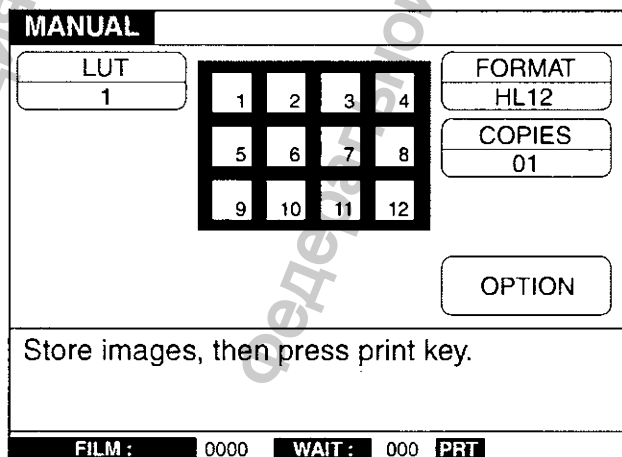 MANUAL
LUT
1
FORMAT
HL12
COPIES
01
1 2 3 4
5 6 7 8
9 10 11 12
OPTION
Store images, then press print key.
FILM : 0000 WAIT : 000 PRT